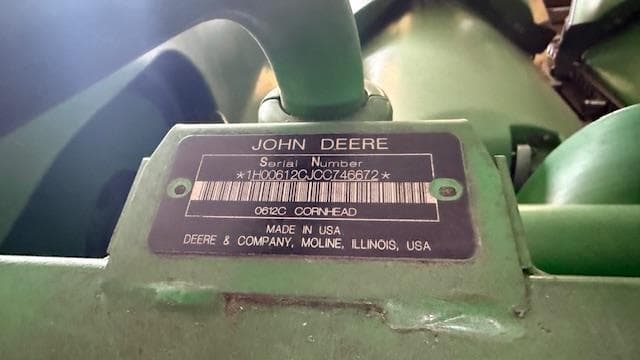 JOHN DEERE
Serial Number
*1H00612CJCC746672*
0612C CORNHEAD
MADE IN USA
DEERE & COMPANY, MOLINE, ILLINOIS, USA